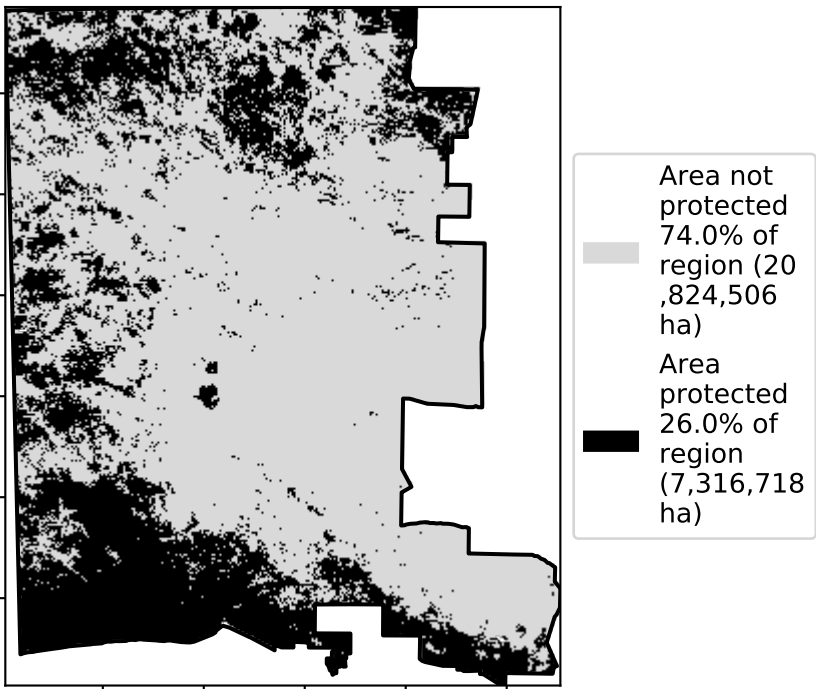 Area not
protected
74.0% of
region (20
,824,506
ha)
Area
protected
26.0% of
region
(7,316,718
ha)